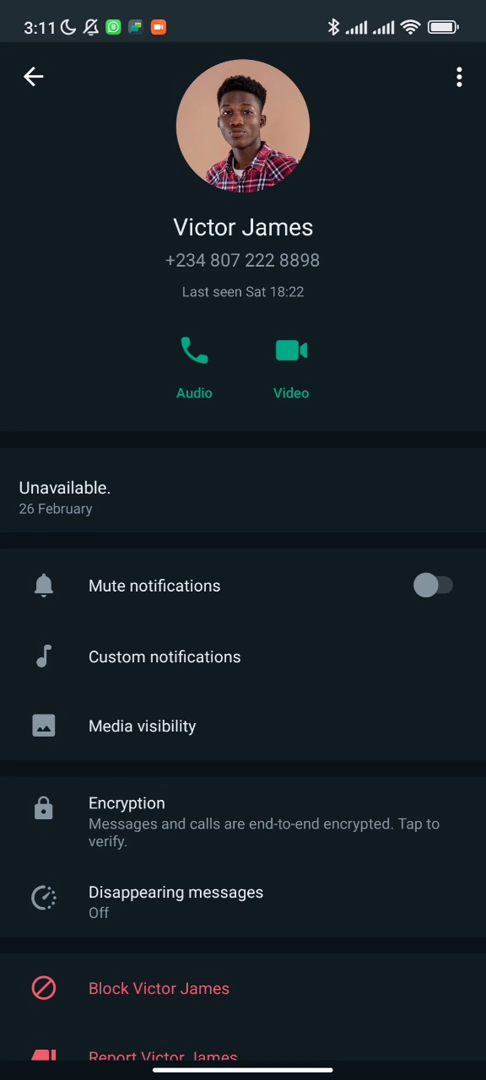 3:11
Victor James
+234 807 222 8898
Last seen Sat 18:22
Audio
Video
Unavailable.
26 February
Mute notifications
Custom notifications
Media visibility
Encryption
Messages and calls are end-to-end encrypted. Tap to
verify.
Disappearing messages
Off
Block Victor James
Report Victor James